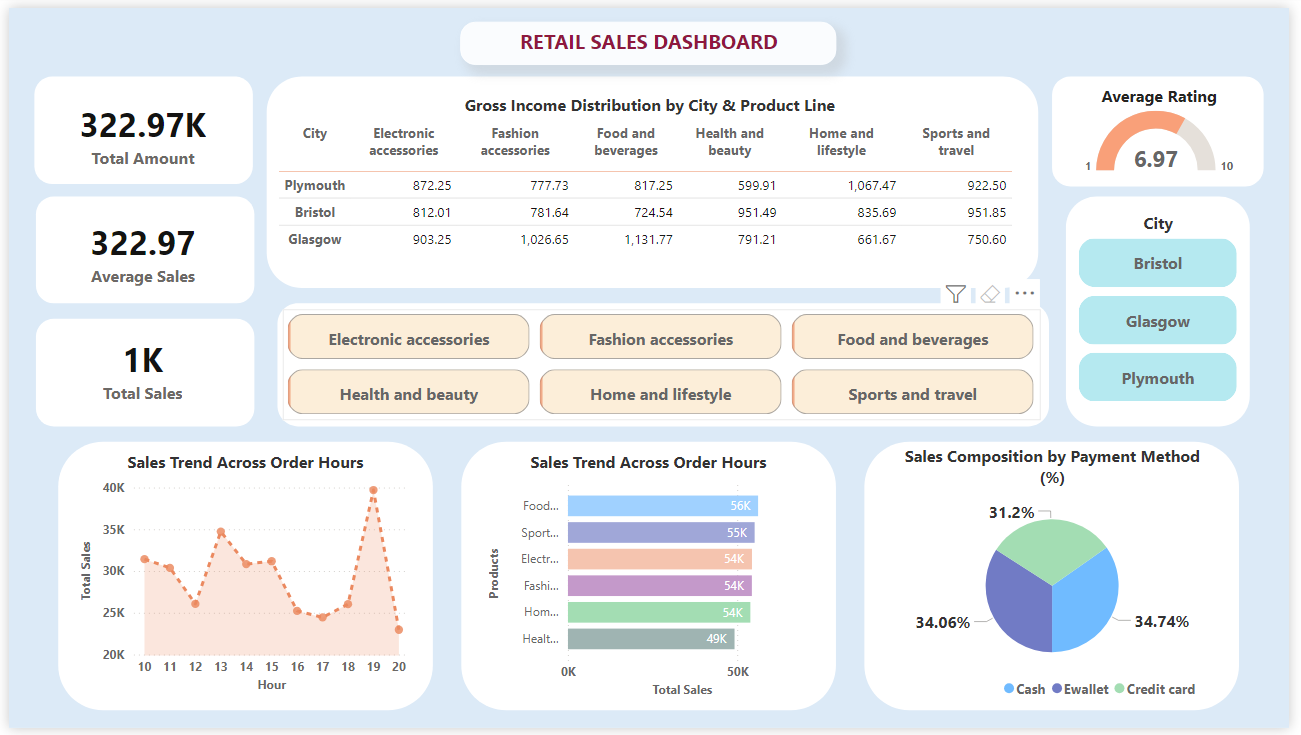 RETAIL SALES DASHBOARD
322.97K
Total Amount
322.97
Average Sales
1K
Total Sales
Gross Income Distribution by City & Product Line
City Electronic accessories Fashion accessories Food and beverages Health and beauty Home and lifestyle Sports and travel
Plymouth 872.25 777.73 817.25 599.91 1,067.47 922.50
Bristol 812.01 781.64 724.54 951.49 835.69 951.85
Glasgow 903.25 1,026.65 1,131.77 791.21 661.67 750.60
Average Rating
6.97
1 10
City
Bristol
Glasgow
Plymouth
Electronic accessories Fashion accessories Food and beverages
Health and beauty Home and lifestyle Sports and travel
Sales Trend Across Order Hours
Total Sales
40K
35K
30K
25K
20K
10 11 12 13 14 15 16 17 18 19 20
Hour
Sales Trend Across Order Hours
Products
Food... 56K
Sport... 55K
Electr... 54K
Fashi... 54K
Hom... 54K
Healt... 49K
0K 50K
Total Sales
Sales Composition by Payment Method
(%)
31.2%
34.06%
34.74%
Cash Ewallet Credit card